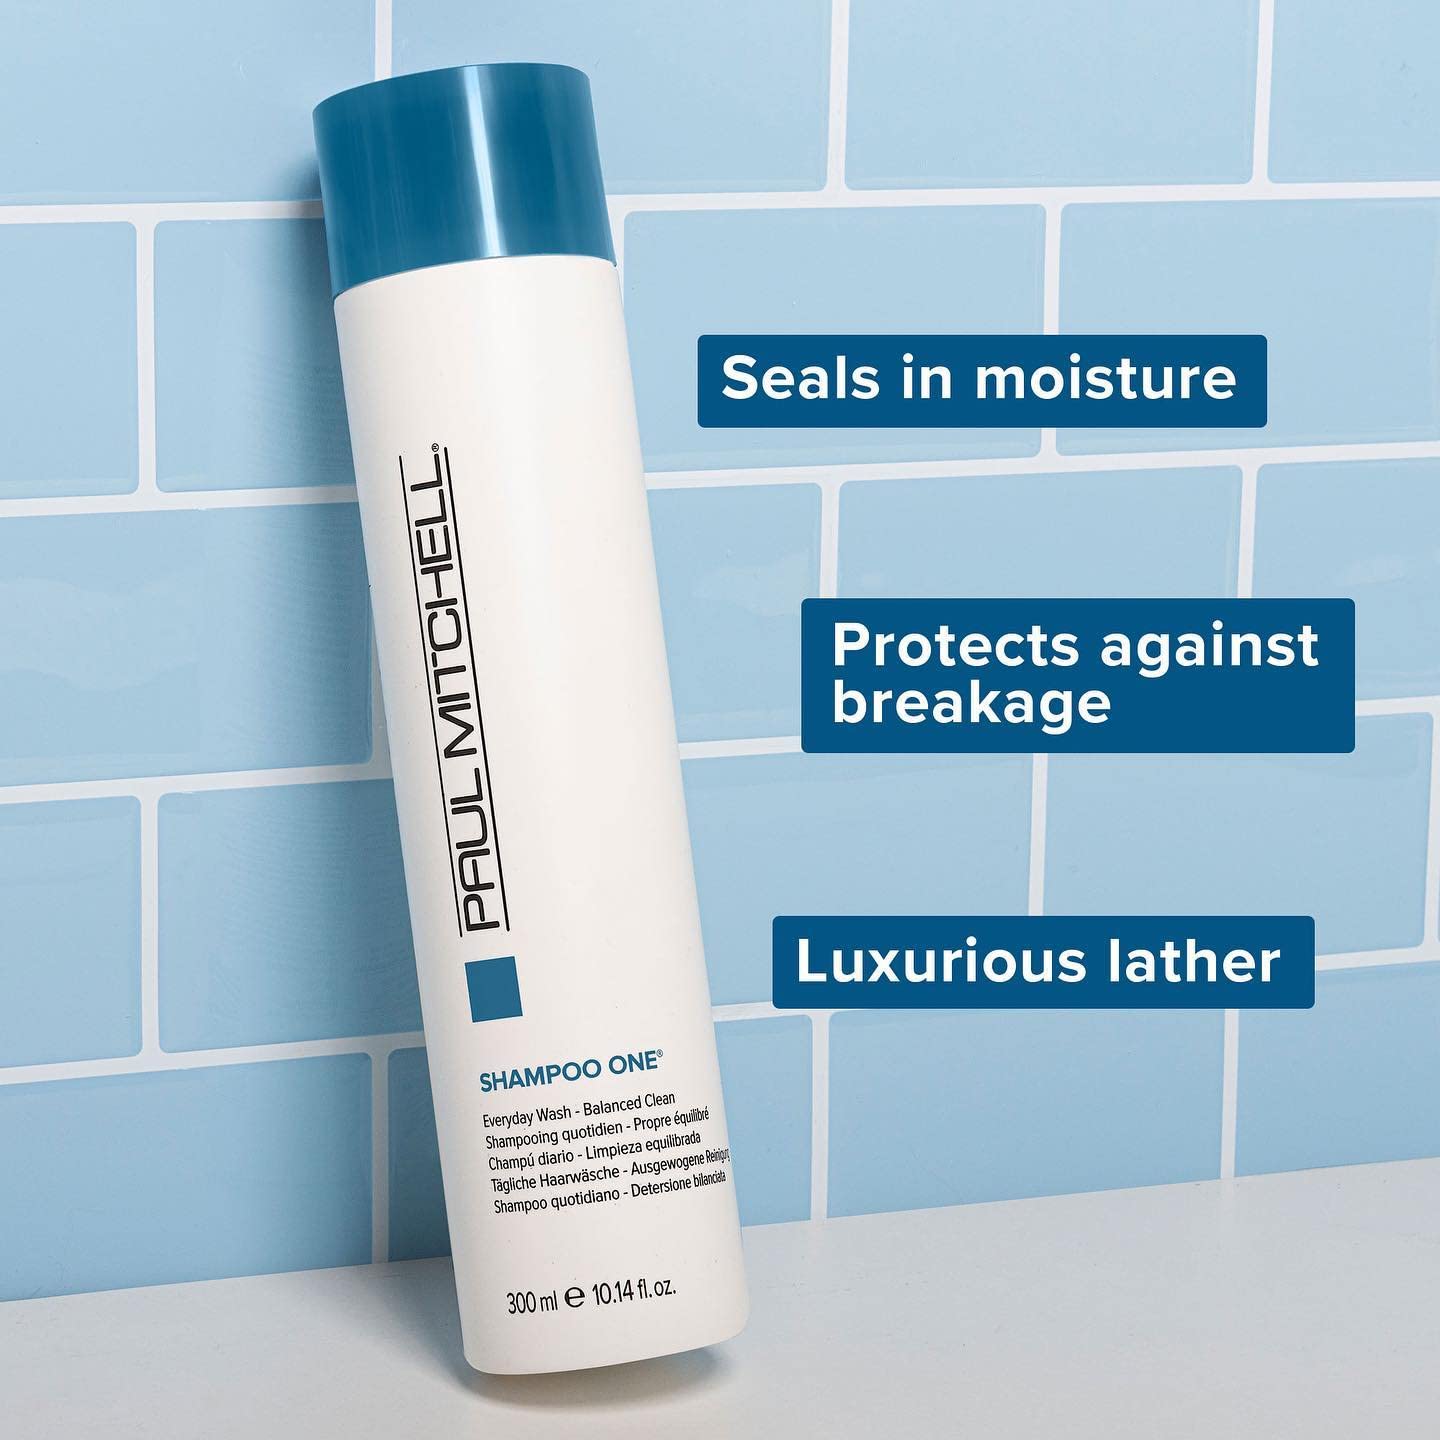 PAUL MITCHELL®
SHAMPOO ONE®
Everyday Wash - Balanced Clean
Shampooing quotidien - Propre équilibré
Champú diario - Limpieza equilibrada
Tägliche Haarwäsche - Ausgewogene Reinigung
Shampoo quotidiano - Detersione bilanciata
300 ml ℮ 10.14 fl. oz.
Seals in moisture
Protects against
breakage
Luxurious lather